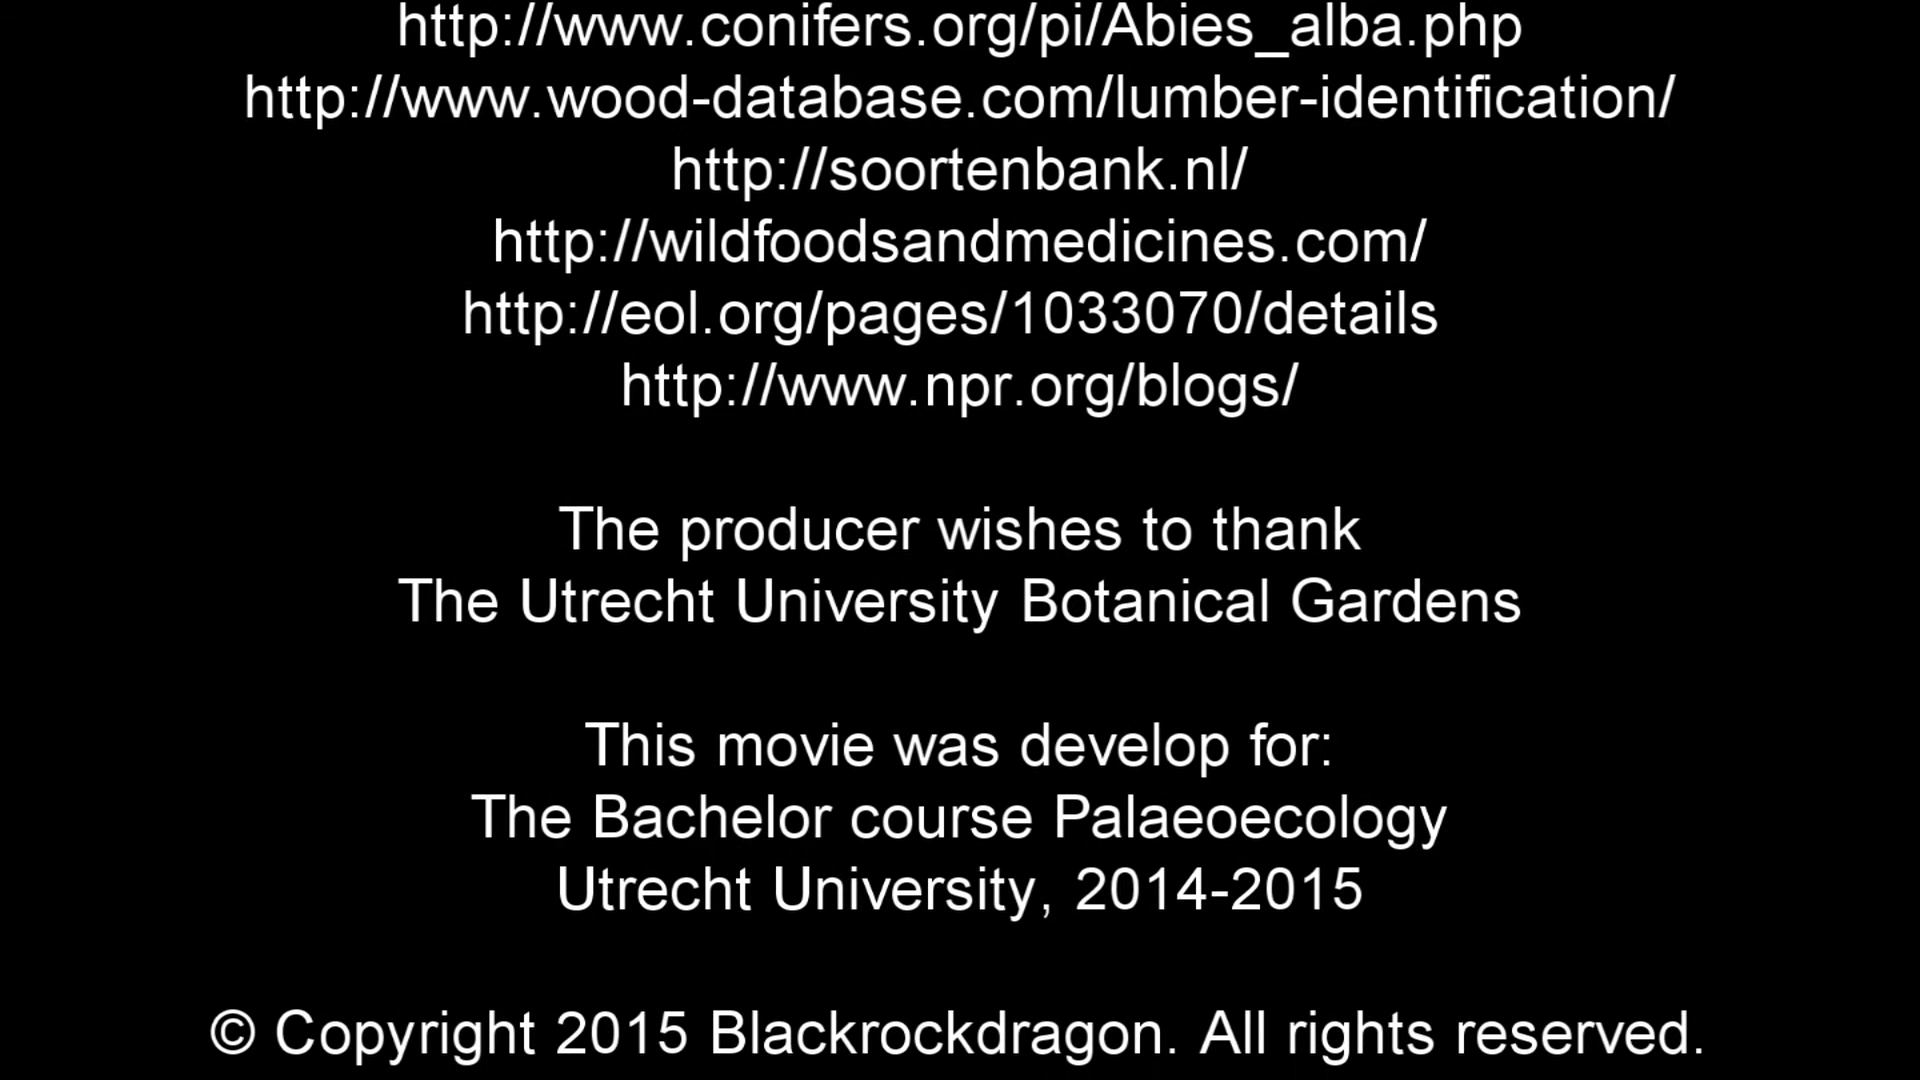 http://www.conifers.org/pi/Abies_alba.php
http://www.wood-database.com/lumber-identification/
http://soortenbank.nl/
http://wildfoodsandmedicines.com/
http://eol.org/pages/1033070/details
http://www.npr.org/blogs/
The producer wishes to thank
The Utrecht University Botanical Gardens
This movie was develop for:
The Bachelor course Palaeoecology
Utrecht University, 2014-2015
© Copyright 2015 Blackrockdragon. All rights reserved.